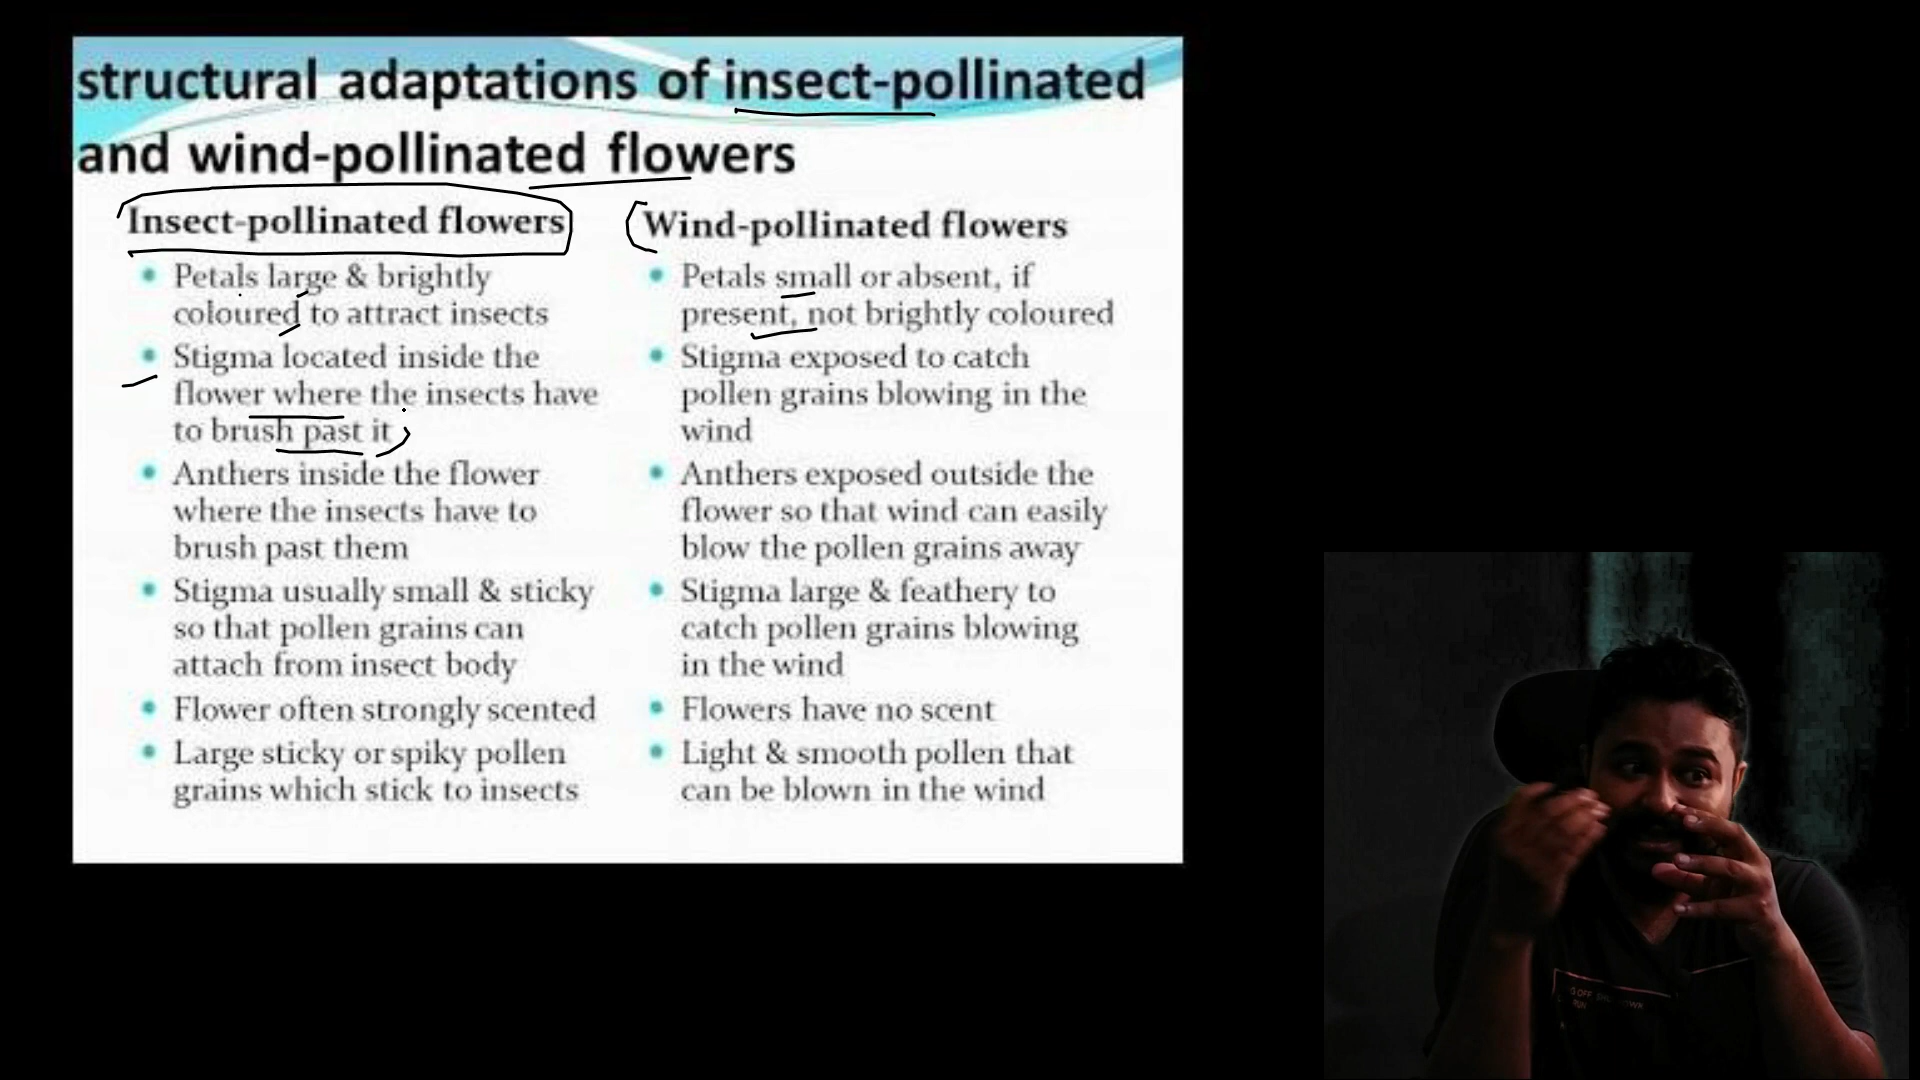 structural adaptations of insect-pollinated
and wind-pollinated flowers
Insect-pollinated flowers
Petals large & brightly
coloured to attract insects
Stigma located inside the
flower where the insects have
to brush past it
Anthers inside the flower
where the insects have to
brush past them
Stigma usually small & sticky
so that pollen grains can
attach from insect body
Flower often strongly scented
Large sticky or spiky pollen
grains which stick to insects
Wind-pollinated flowers
Petals small or absent, if
present, not brightly coloured
Stigma exposed to catch
pollen grains blowing in the
wind
Anthers exposed outside the
flower so that wind can easily
blow the pollen grains away
Stigma large & feathery to
catch pollen grains blowing
in the wind
Flowers have no scent
Light & smooth pollen that
can be blown in the wind